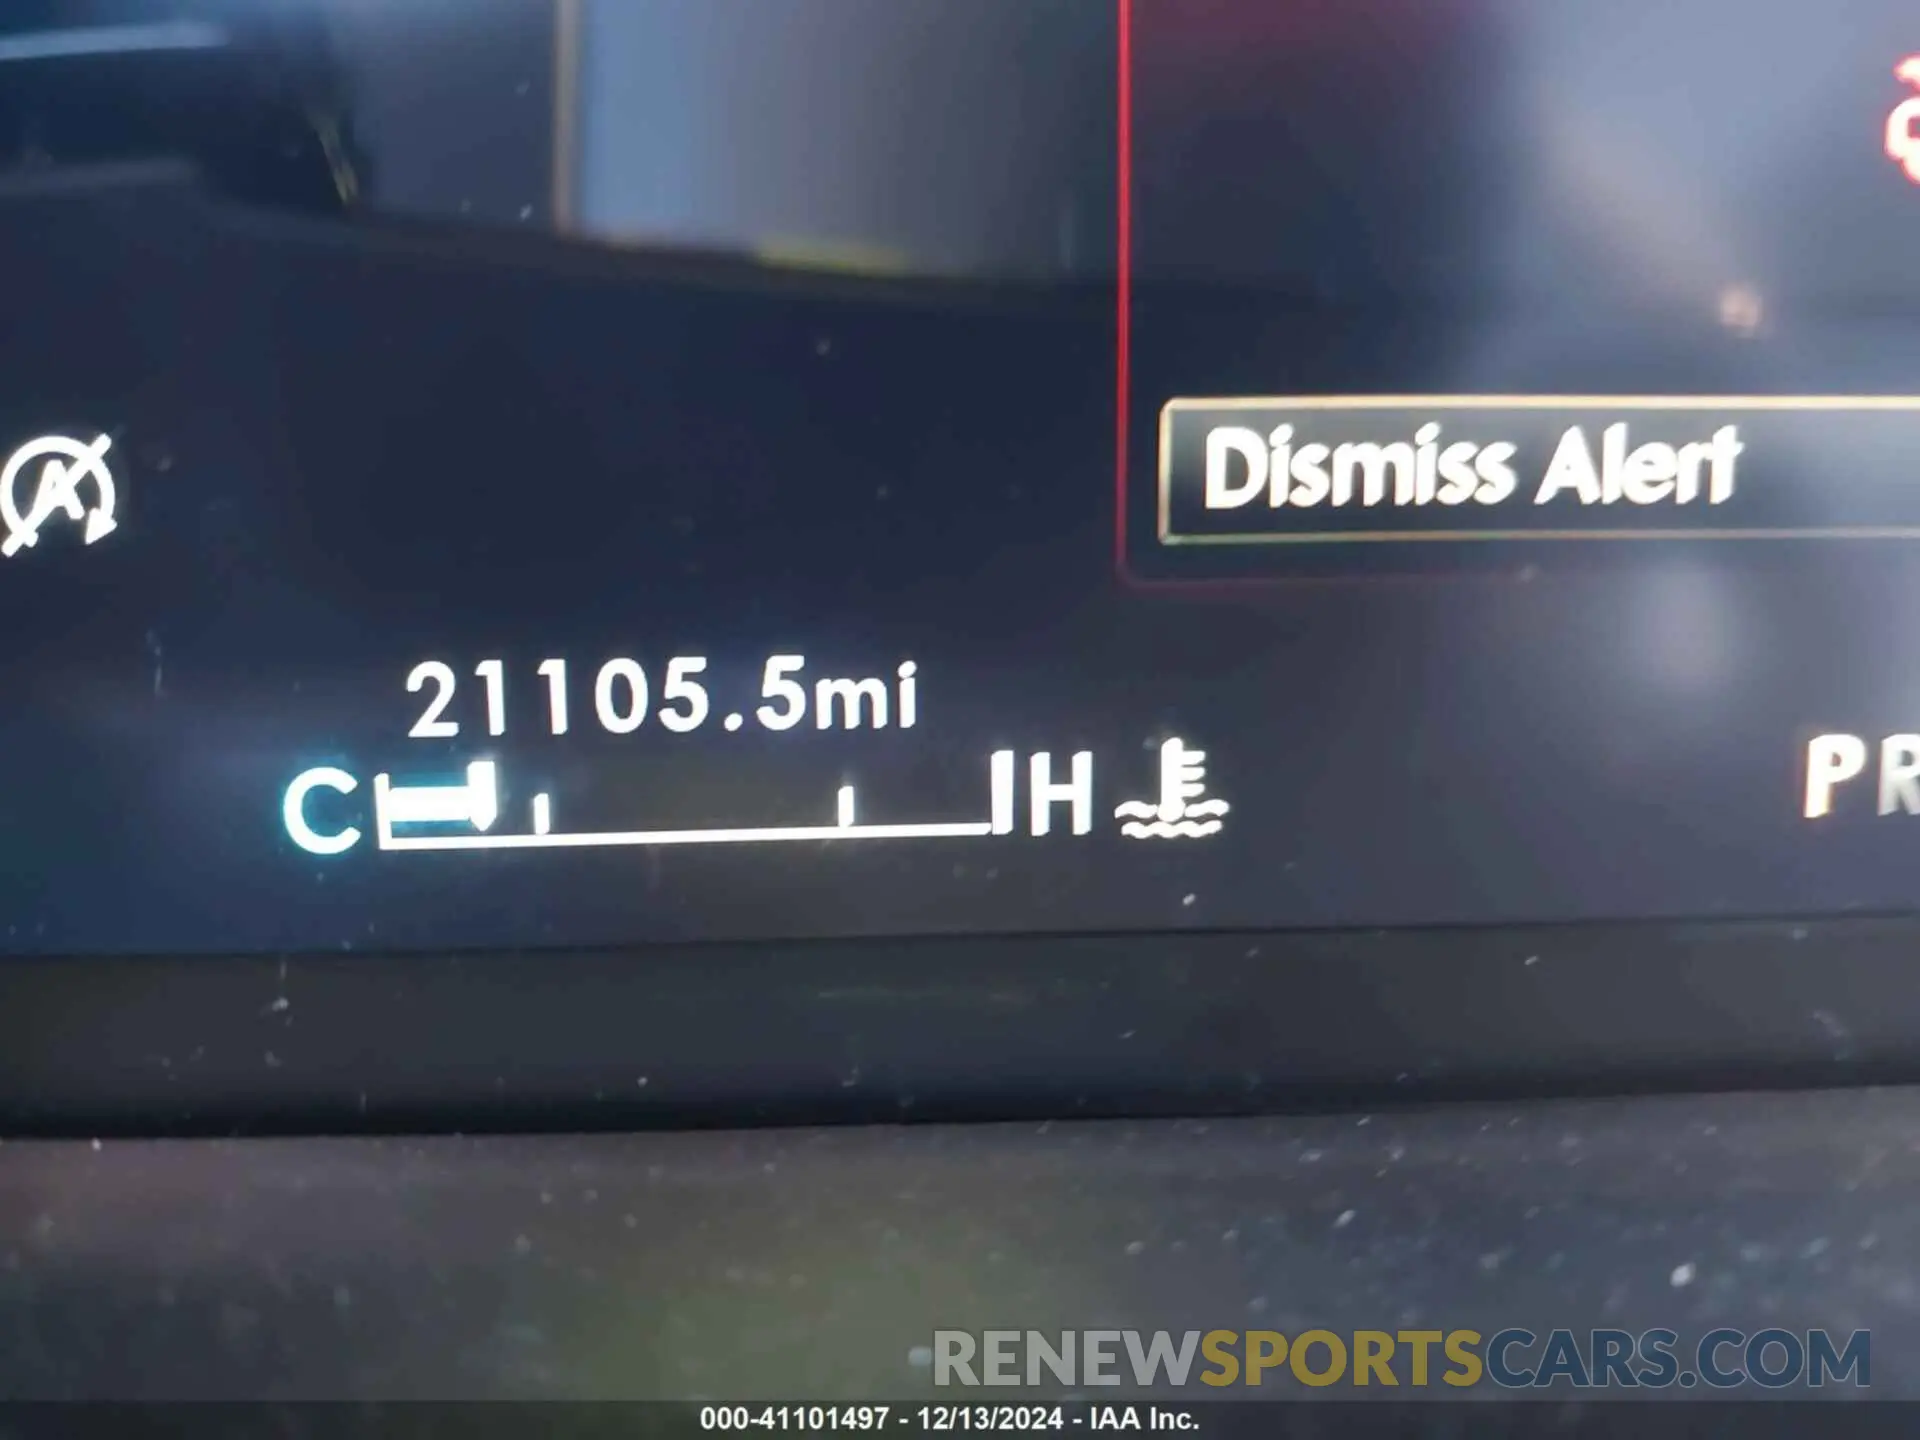 A
Dismiss Alert
21105.5mi
C H
PR
RENEWSPORTSCARS.COM
000-41101497 - 12/13/2024 - IAA Inc.